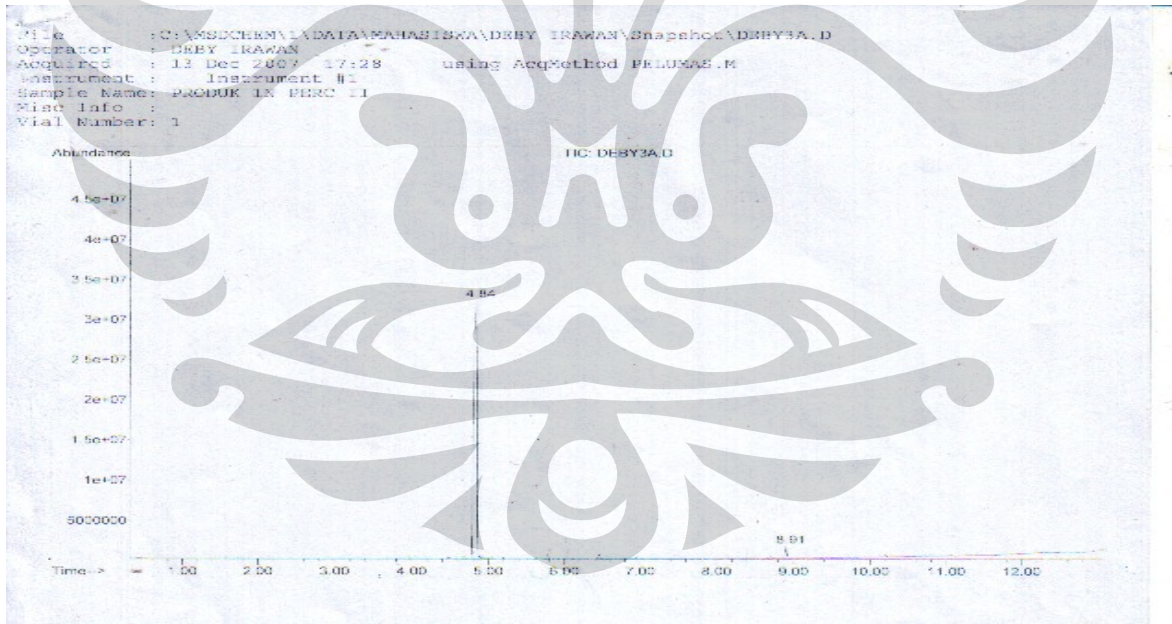 File :C:\MSDCHEM\1\DATA\MAHASISWA\DEBY IRAWAN\Snapshot\DEBY3A.D
Operator : DEBY IRAWAN
Acquired : 13 Dec 2007 17:28 using AcqMethod PELUMAS.M
Instrument : Instrument #1
Sample Name: PRODUK IN PERC II
Misc Info :
Vial Number: 1
Abundance
TIC: DEBY3A.D
4.5e+07
4e+07
3.5e+07
4.84
3e+07
2.5e+07
2e+07
1.5e+07
1e+07
5000000
8.91
Time--> 1.00 2.00 3.00 4.00 5.00 6.00 7.00 8.00 9.00 10.00 11.00 12.00